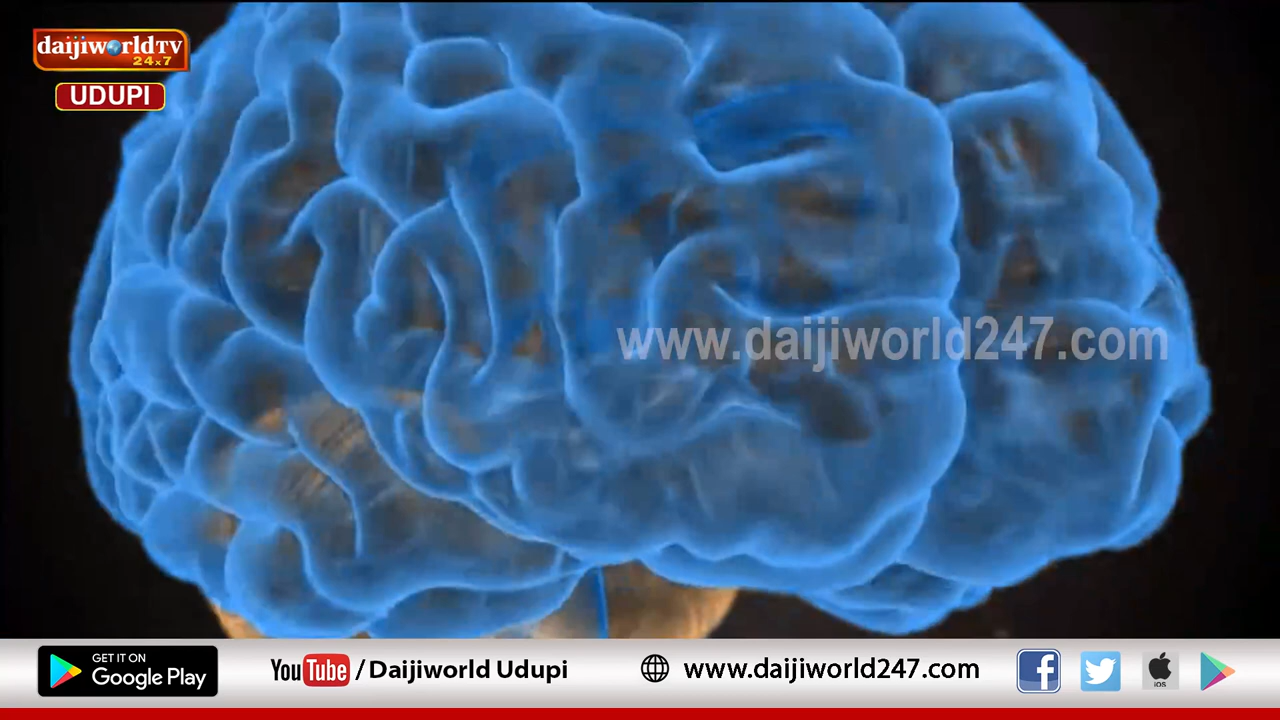 daijiworldTV
24x7
UDUPI
www.daijiworld247.com
GET IT ON
Google Play
YouTube /Daijiworld Udupi
www.daijiworld247.com
iOS